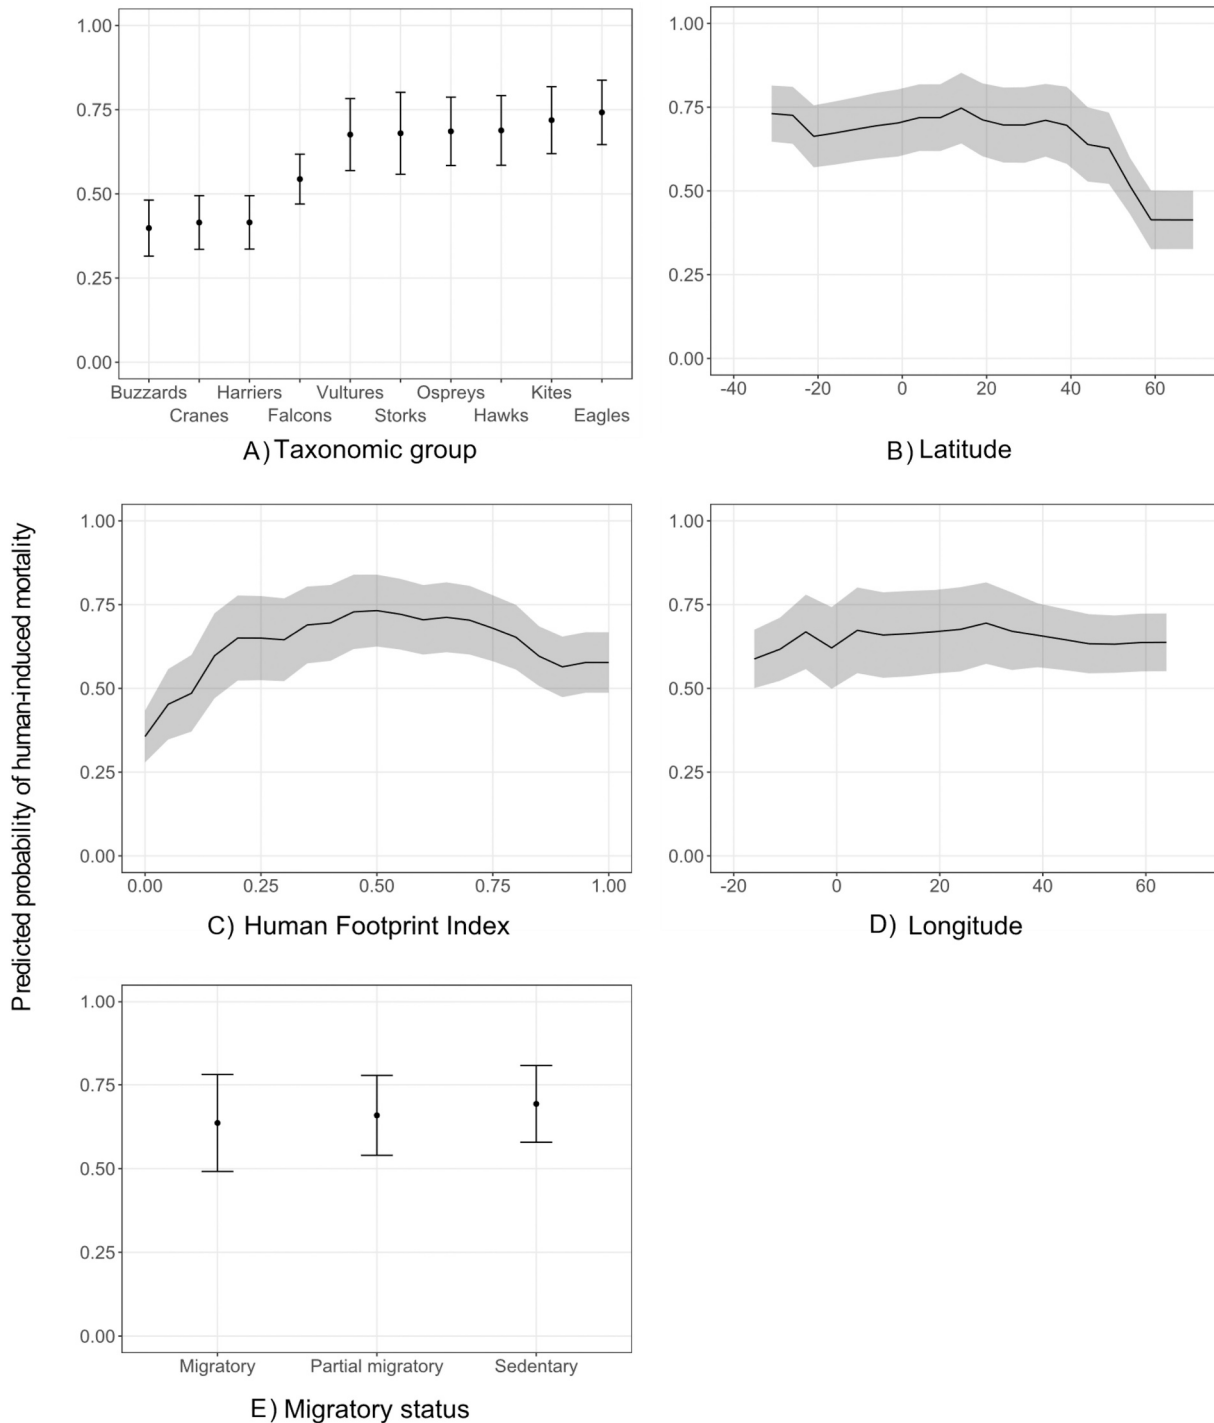 1.00
0.75
0.50
0.25
0.00
Buzzards Harriers Vultures Ospreys Kites
Cranes Falcons Storks Hawks Eagles
A) Taxonomic group
1.00
0.75
0.50
0.25
0.00
-40 -20 0 20 40 60
B) Latitude
Predicted probability of human-induced mortality
1.00
0.75
0.50
0.25
0.00
0.00 0.25 0.50 0.75 1.00
C) Human Footprint Index
1.00
0.75
0.50
0.25
0.00
-20 0 20 40 60
D) Longitude
1.00
0.75
0.50
0.25
0.00
Migratory Partial migratory Sedentary
E) Migratory status